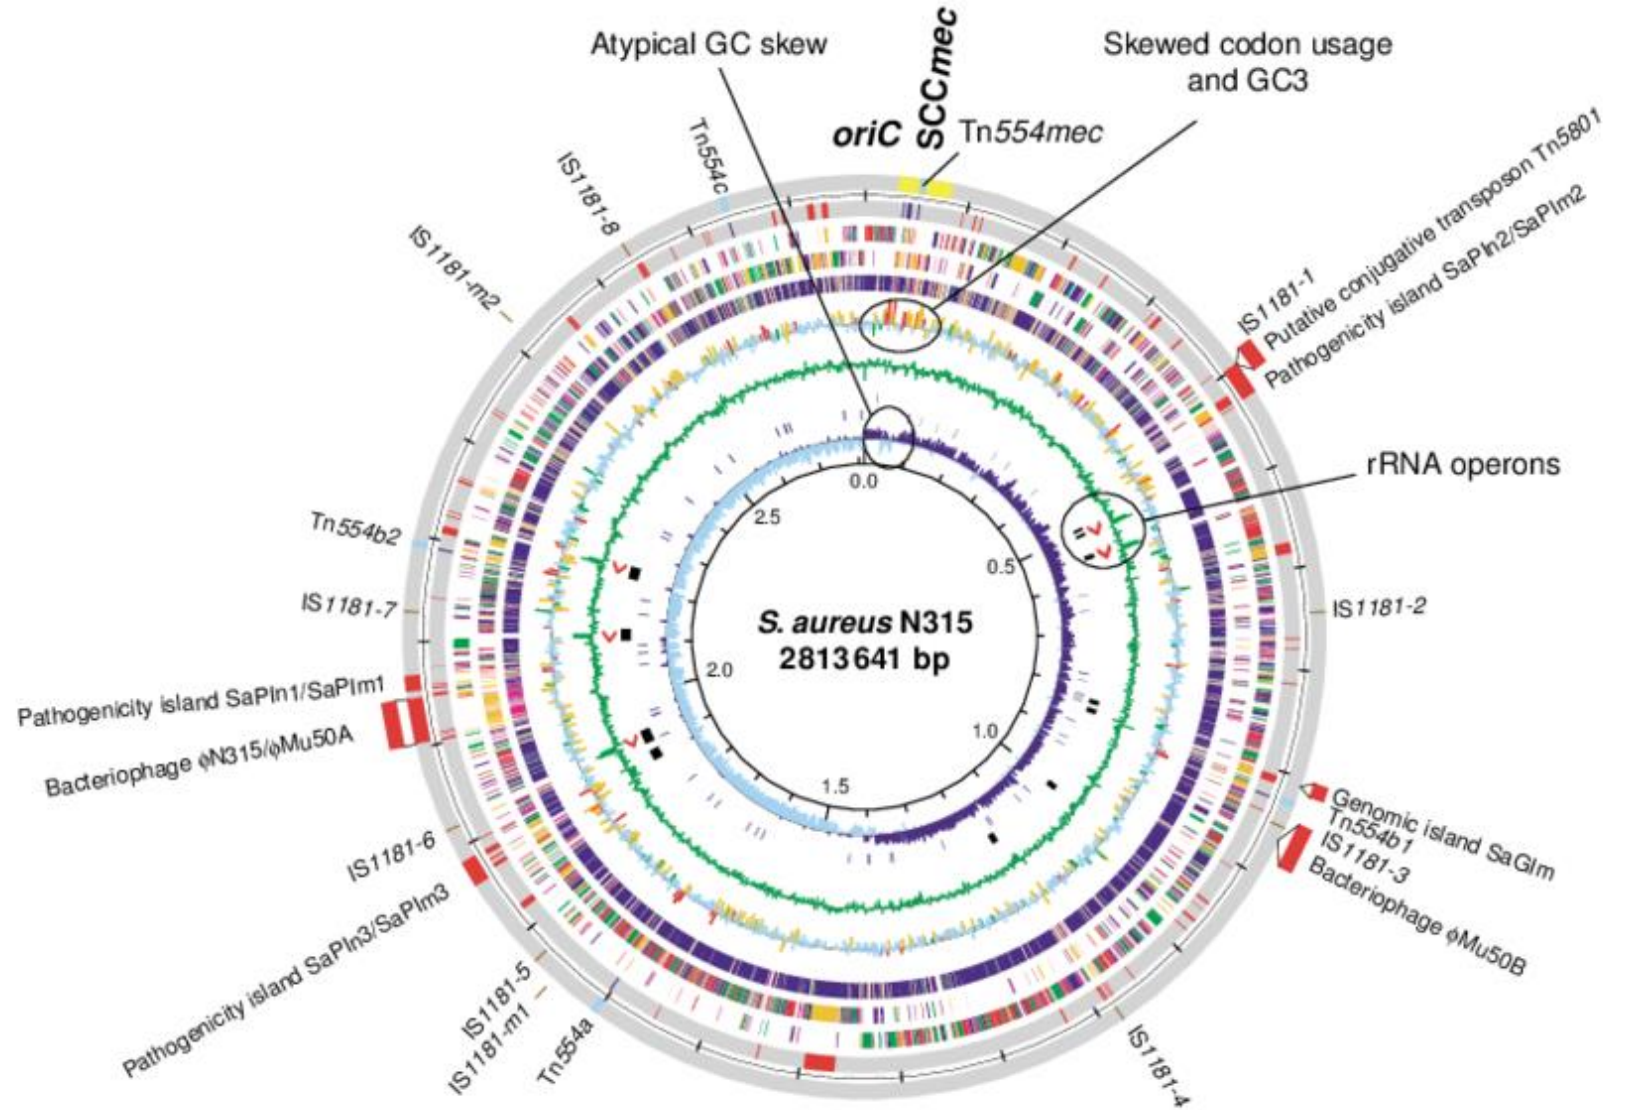 Atypical GC skew
Skewed codon usage
and GC3
oriC
SCCmec
Tn554mec
Tn554c
IS1181-8
IS1181-m2
IS1181-1
Putative conjugative transposon Tn5801
Pathogenicity island SaPIn2/SaPIm2
rRNA operons
IS1181-2
Genomic island SaGIm
Tn554b1
IS1181-3
Bacteriophage ϕMu50B
IS1181-4
Tn554a
IS1181-m1
IS1181-5
Pathogenicity island SaPIn3/SaPIm3
IS1181-6
Bacteriophage ϕN315/ϕMu50A
Pathogenicity island SaPIn1/SaPIm1
IS1181-7
Tn554b2
0.0
0.5
1.0
1.5
2.0
2.5
S. aureus N315
2813641 bp